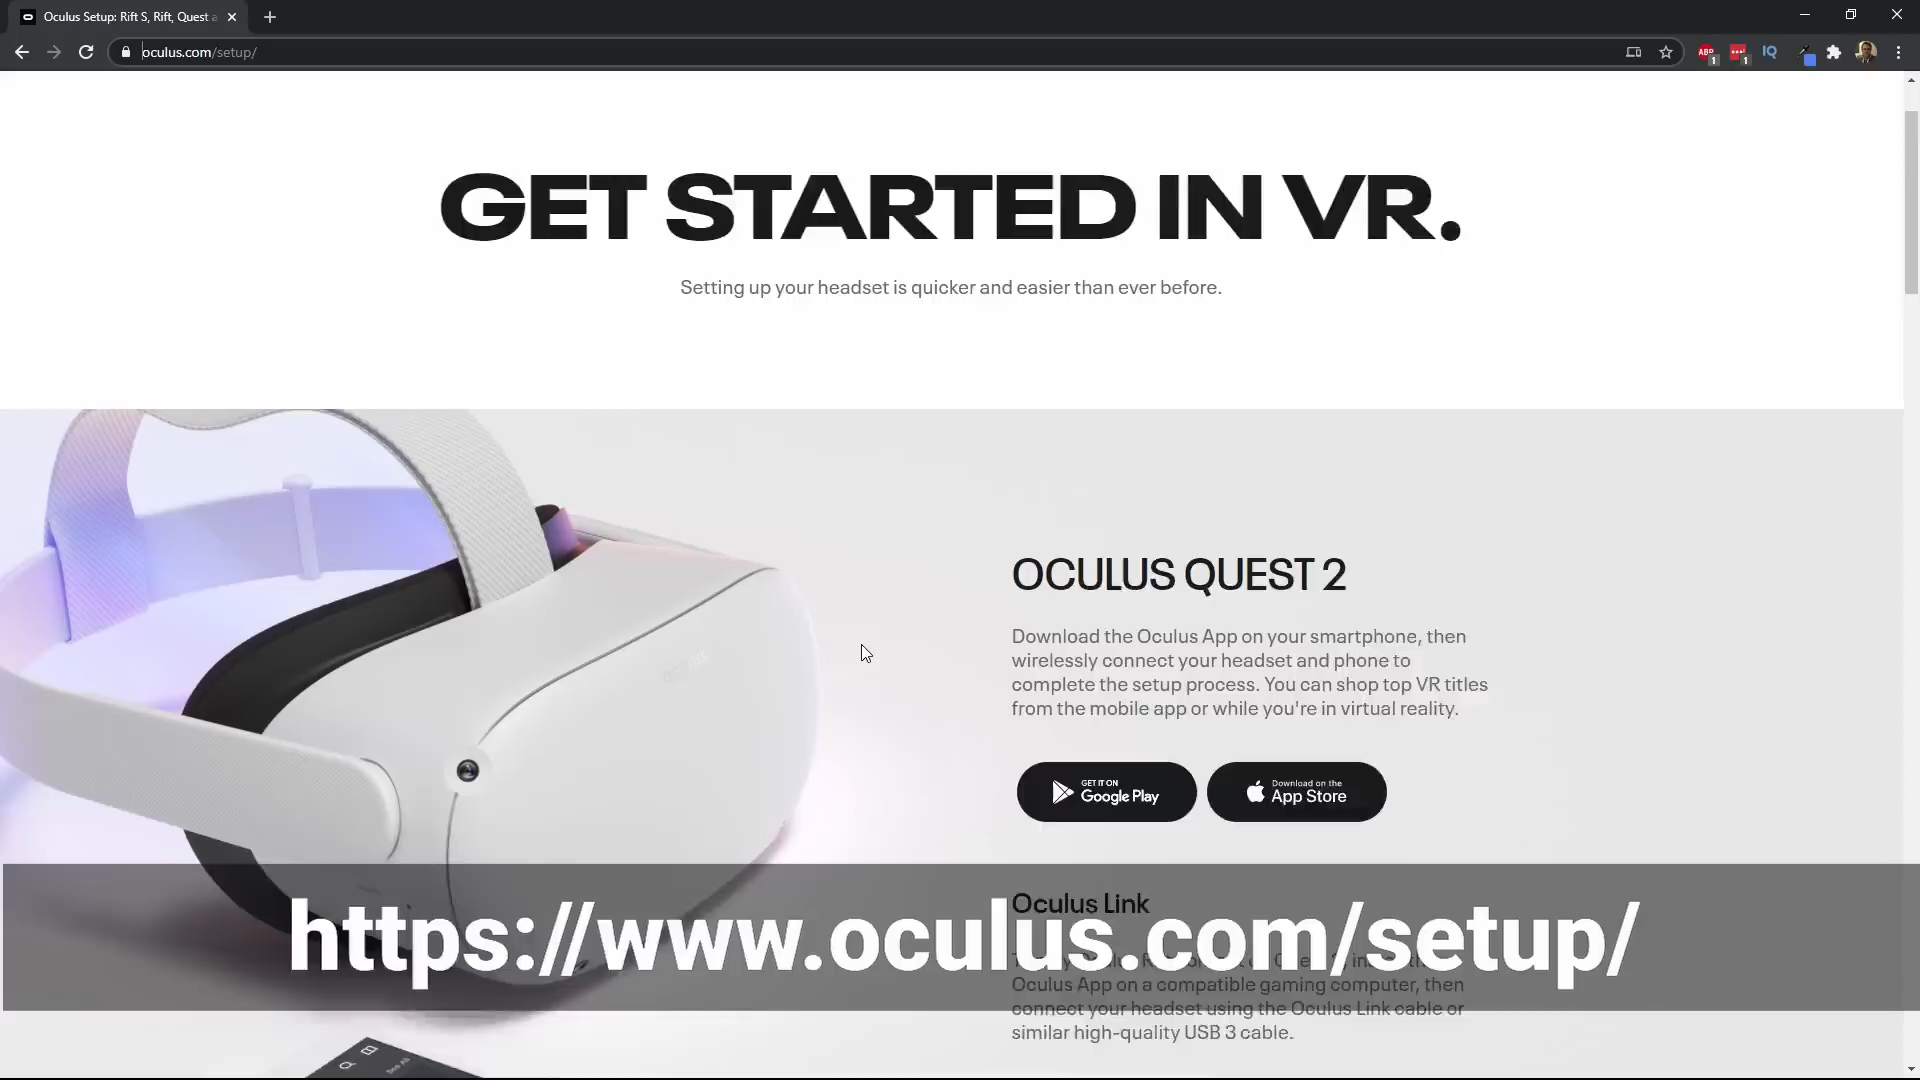 Oculus Setup: Rift S, Rift, Quest a
oculus.com/setup/
ABP
1
1
IQ
GET STARTED IN VR.
Setting up your headset is quicker and easier than ever before.
OCULUS QUEST 2
Download the Oculus App on your smartphone, then
wirelessly connect your headset and phone to
complete the setup process. You can shop top VR titles
from the mobile app or while you're in virtual reality.
GET IT ON
Google Play
Download on the
App Store
Oculus Link
https://www.oculus.com/setup/
Oculus App on a compatible gaming computer, then
connect your headset using the Oculus Link cable or
similar high-quality USB 3 cable.